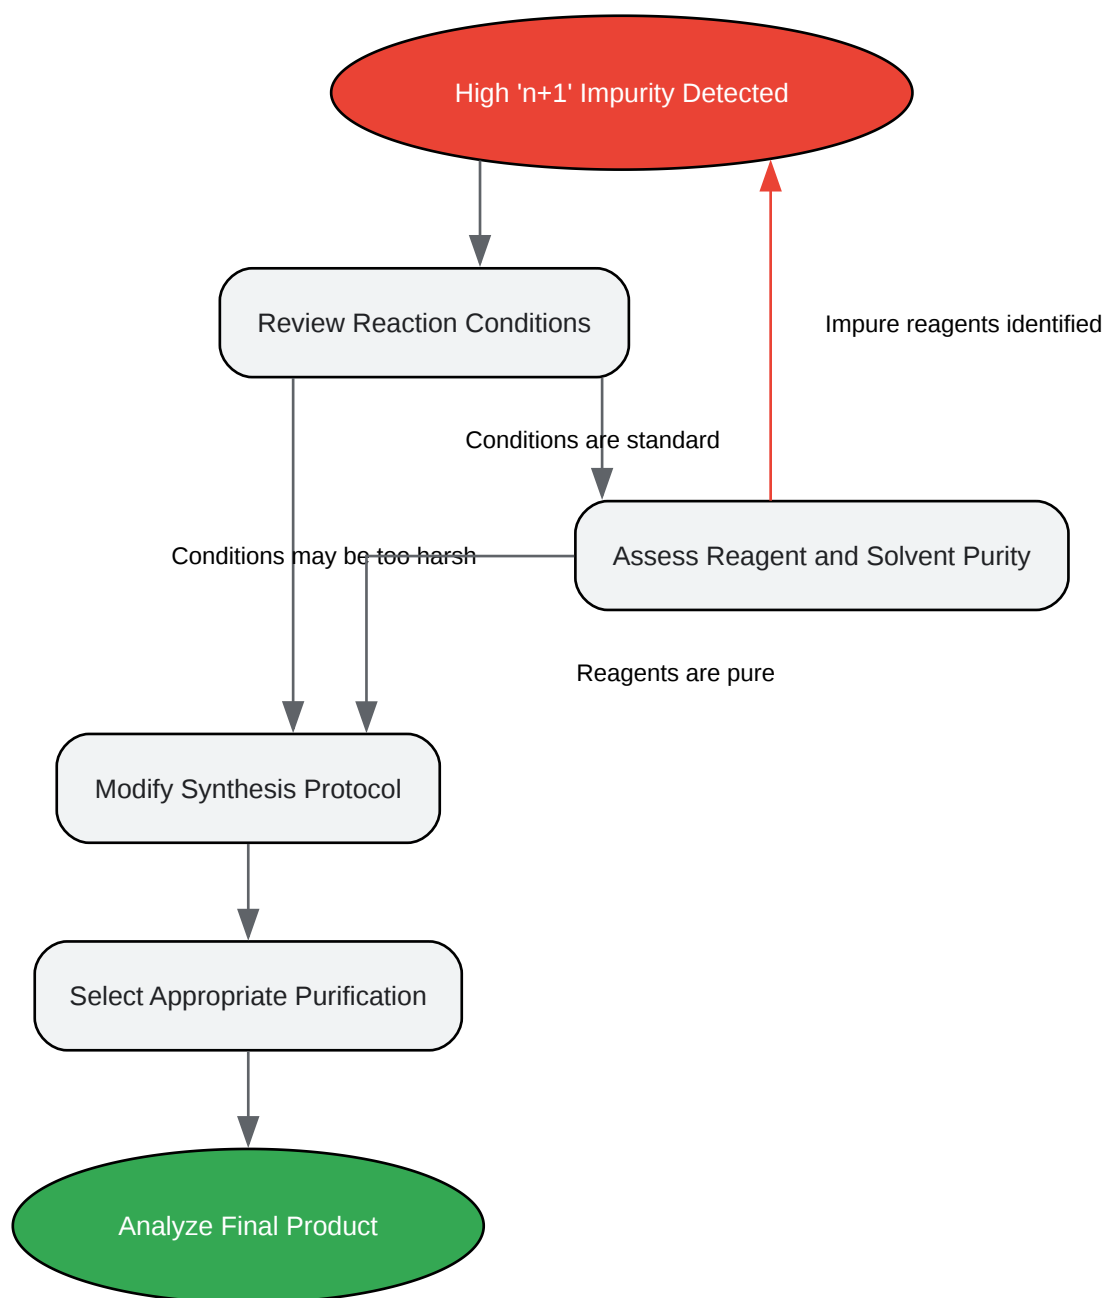 High 'n+1' Impurity Detected
Review Reaction Conditions
Impure reagents identified
Conditions are standard
Conditions may be too harsh
Assess Reagent and Solvent Purity
Reagents are pure
Modify Synthesis Protocol
Select Appropriate Purification
Analyze Final Product